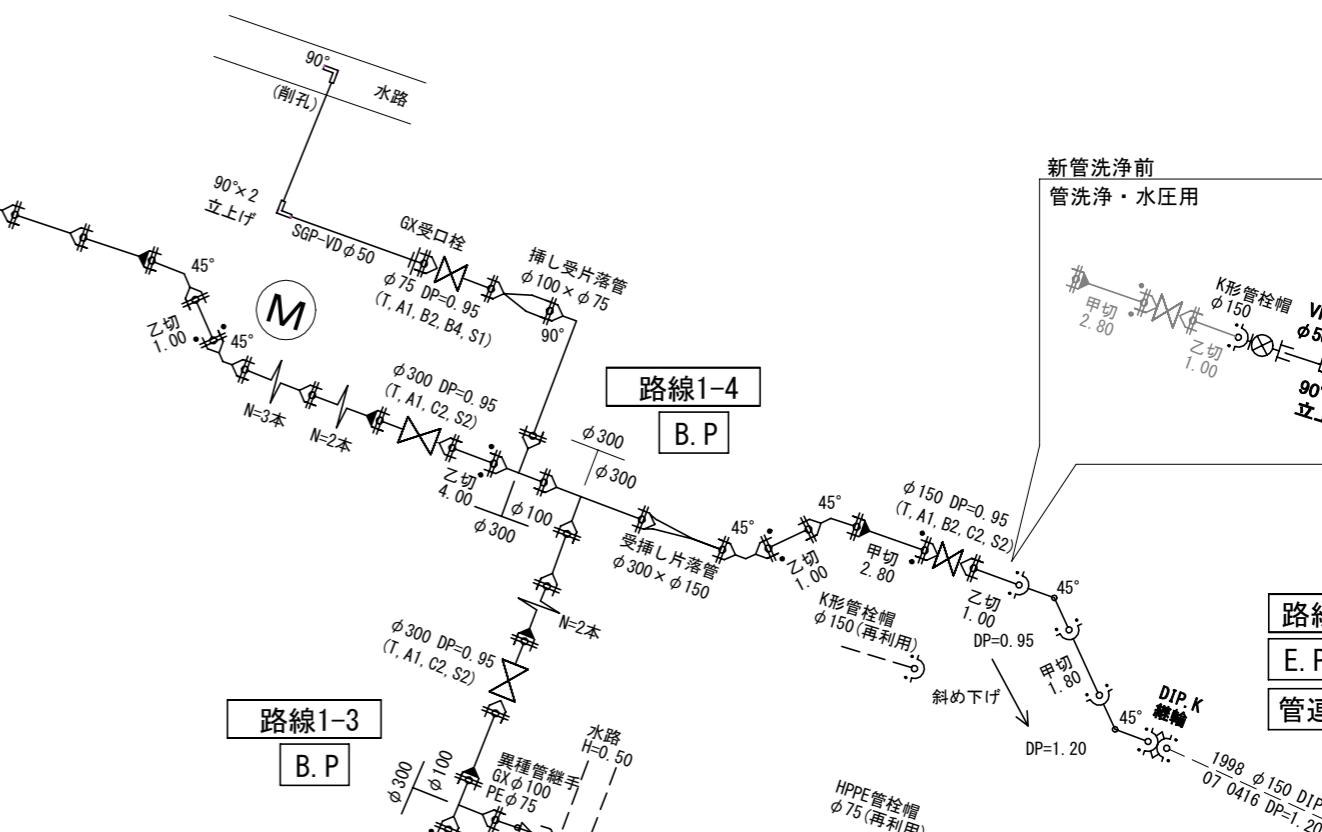 90°
(削孔)
水路
90°×2
立上げ
SGP-VDφ50
GX受口栓
φ75 DP=0.95
(T, A1, B2, B4, S1)
挿し受片落管
φ100×φ75
90°
45°
乙切
1.00
45°
M
N=3本
N=2本
φ300 DP=0.95
(T, A1, C2, S2)
乙切
4.00
φ100
φ300
路線1-4
B.P
φ300
φ300
受挿し片落管
φ300×φ150
45°
乙切
1.00
45°
甲切
2.80
φ150 DP=0.95
(T, A1, B2, C2, S2)
乙切
1.00
K形管栓帽
φ150(再利用)
DP=0.95
斜め下げ
DP=1.20
45°
甲切
1.80
45°
DIP.K
継輪
1998 φ150 DIP
07 0416 DP=1.20
新管洗浄前
管洗浄・水圧用
甲切
2.80
乙切
1.00
K形管栓帽
φ150
90°
N=2本
φ300 DP=0.95
(T, A1, C2, S2)
路線1-3
B.P
φ300
φ100
異種管継手
GXφ100
PEφ75
水路
H=0.50
HPPE管栓帽
φ75(再利用)
路線
E.P